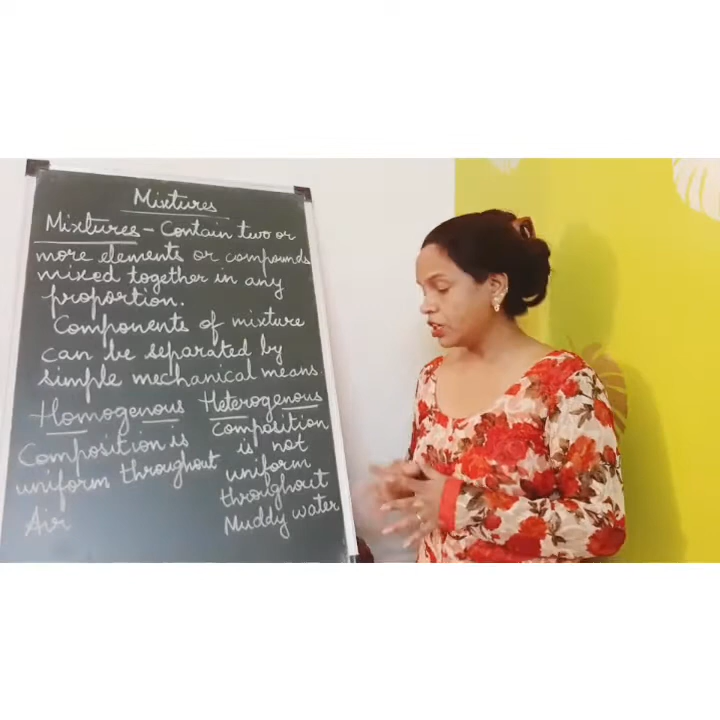 Mixtures
Mixtures - Contain two or
more elements or compounds
mixed together in any
proportion.
Components of mixture
can be separated by
simple mechanical means.
Homogenous
Composition is
uniform throughout
Air
Heterogenous
composition
is not
uniform
throughout
Muddy water